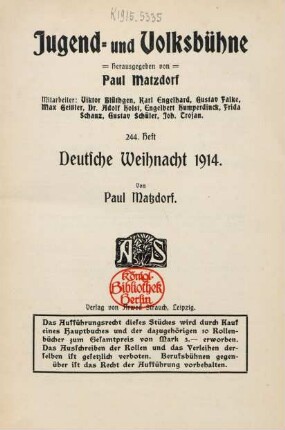 R 1915. 5335
Jugend- und Volksbühne
= Herausgegeben von =
Paul Matzdorf
Mitarbeiter: Viktor Blüthgen, Karl Engelhard, Gustav Falke,
Max Geißler, Dr. Adolf Holst, Engelbert Humperdinck, Frida
Schanz, Gustav Schüler, Joh. Trojan.
244. Heft
Deutsche Weihnacht 1914.
Von
Paul Matzdorf.
A S
Königl.
Bibliothek
Berlin
Verlag von Arwed Strauch, Leipzig.
Das Aufführungsrecht dieses Stückes wird durch Kauf
eines Hauptbuches und der dazugehörigen 10 Rollen-
bücher zum Gesamtpreis von Mark 2.— erworben.
Das Ausschreiben der Rollen und das Verleihen der-
selben ist gesetzlich verboten. Berufsbühnen gegen-
über ist das Recht der Aufführung vorbehalten.